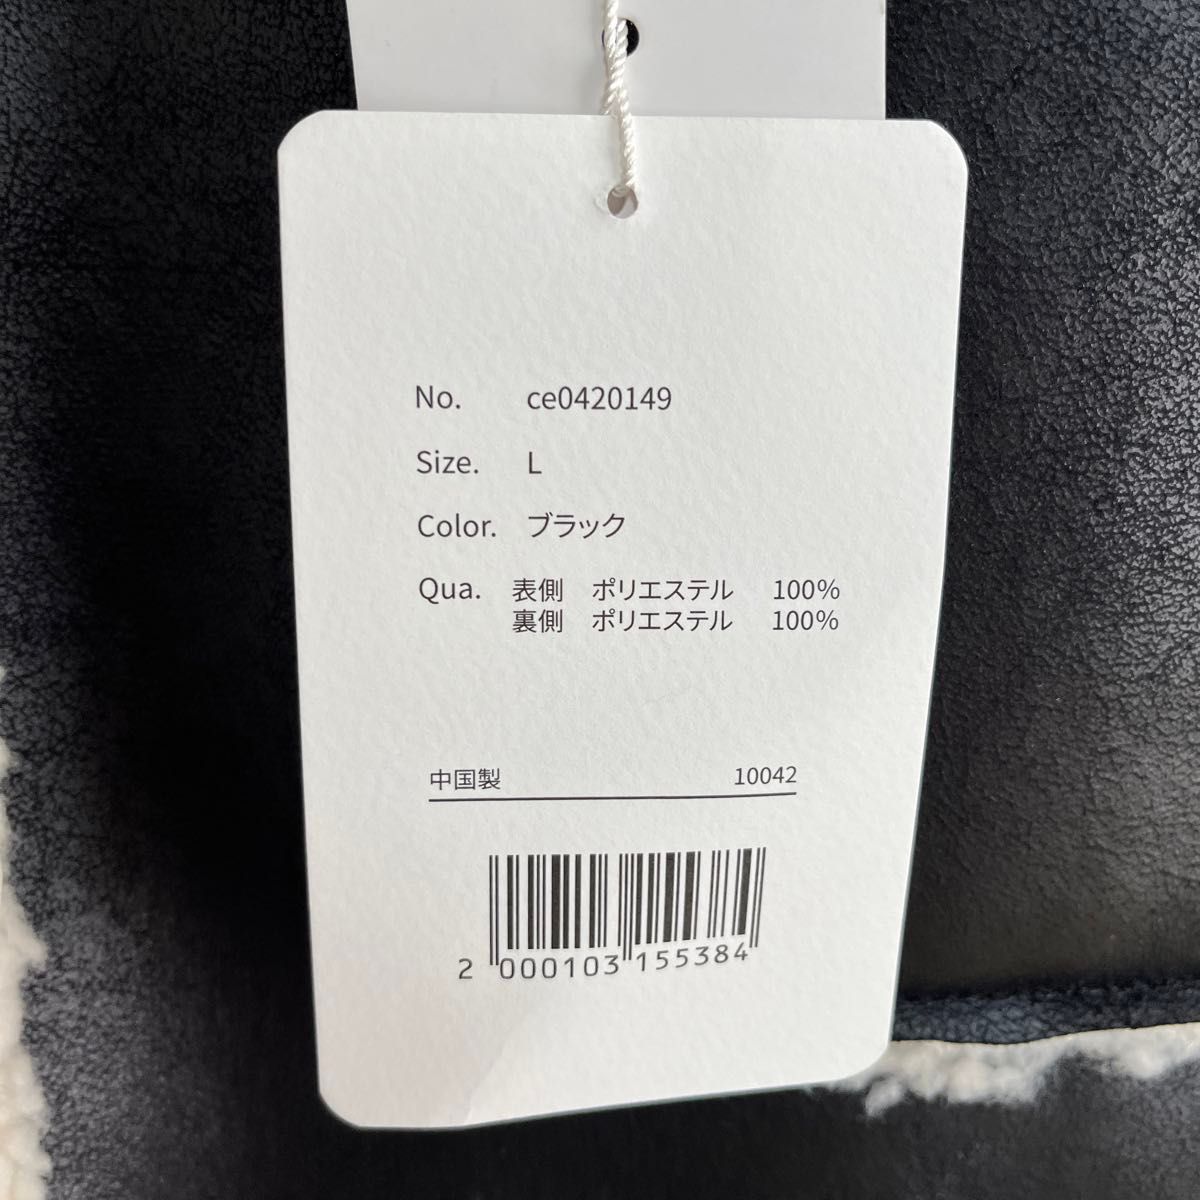 No. ce0420149
Size. L
Color. ブラック
Qua. 表側 ポリエステル 100%
裏側 ポリエステル 100%
中国製 10042
2 000103 155384